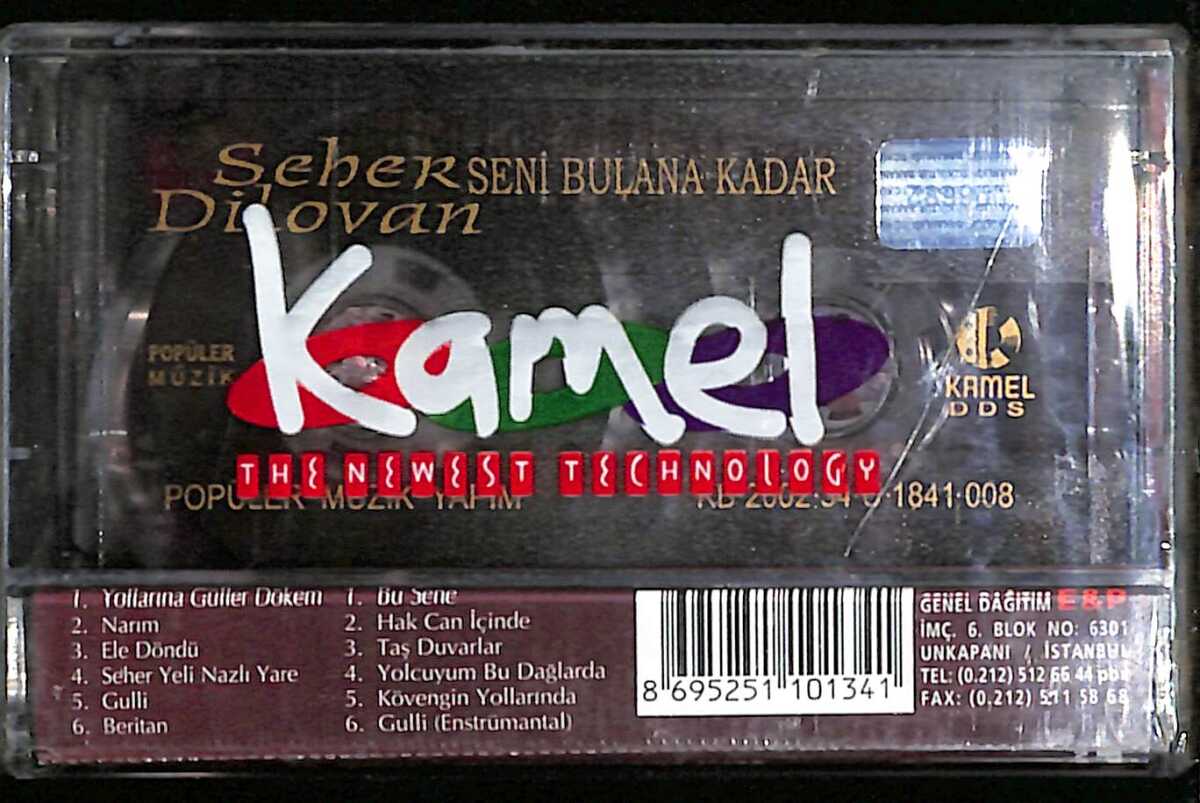 Seher
Dilovan
SENİ BULANA KADAR
Kamel
POPÜLER
MÜZİK
KAMEL
DDS
THE NEWEST TECHNOLOGY
POPÜLER MÜZİK YAPIM
1841·008
1. Yollarına Güller Dökem
2. Narım
3. Ele Döndü
4. Seher Yeli Nazlı Yare
5. Gulli
6. Beritan
1. Bu Sene
2. Hak Can İçinde
3. Taş Duvarlar
4. Yolcuyum Bu Dağlarda
5. Kövengin Yollarında
6. Gulli (Enstrümantal)
8 695251 101341
GENEL DAĞITIM E&P
İMÇ. 6. BLOK NO: 6301
UNKAPANI / İSTANBUL
TEL: (0.212) 512 66 44 pbx
FAX: (0.212) 511 58 68